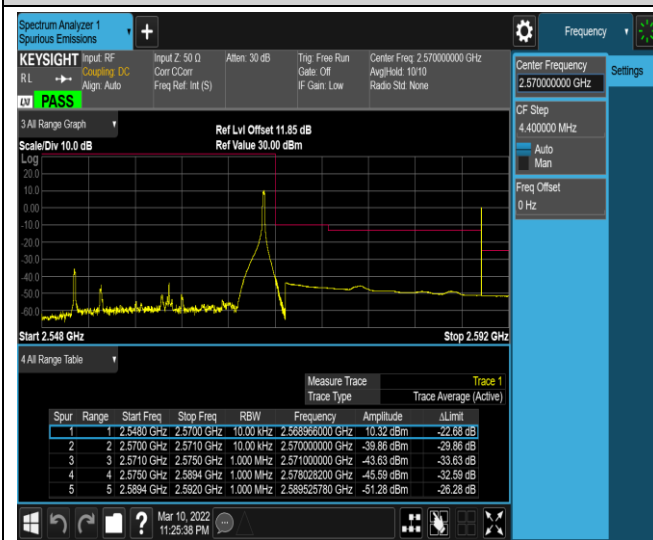 Spectrum Analyzer 1
Spurious Emissions
Frequency
KEYSIGHT Input: RF Input Z: 50 Ω Atten: 30 dB Trig: Free Run Center Freq: 2.570000000 GHz
RL Coupling: DC Corr CCorr Gate: Off Avg|Hold: 10/10
Align: Auto Freq Ref: Int (S) IF Gain: Low Radio Std: None
LXI PASS
Center Frequency
2.570000000 GHz
Settings
CF Step
4.400000 MHz
Auto
Man
Freq Offset
0 Hz
3 All Range Graph
Ref Lvl Offset 11.85 dB
Scale/Div 10.0 dB Ref Value 30.00 dBm
Log
20.0
10.0
0.00
-10.0
-20.0
-30.0
-40.0
-50.0
-60.0
Start 2.548 GHz Stop 2.592 GHz
4 All Range Table
Measure Trace Trace 1
Trace Type Trace Average (Active)
Spur Range Start Freq Stop Freq RBW Frequency Amplitude ΔLimit
1 1 2.5480 GHz 2.5700 GHz 10.00 kHz 2.568966000 GHz 10.32 dBm -22.68 dB
2 2 2.5700 GHz 2.5710 GHz 10.00 kHz 2.570000000 GHz -39.86 dBm -29.86 dB
3 3 2.5710 GHz 2.5750 GHz 1.000 MHz 2.571000000 GHz -43.63 dBm -33.63 dB
4 4 2.5750 GHz 2.5894 GHz 1.000 MHz 2.578028200 GHz -45.59 dBm -32.59 dB
5 5 2.5894 GHz 2.5920 GHz 1.000 MHz 2.589525780 GHz -51.28 dBm -26.28 dB
Mar 10, 2022
11:25:38 PM